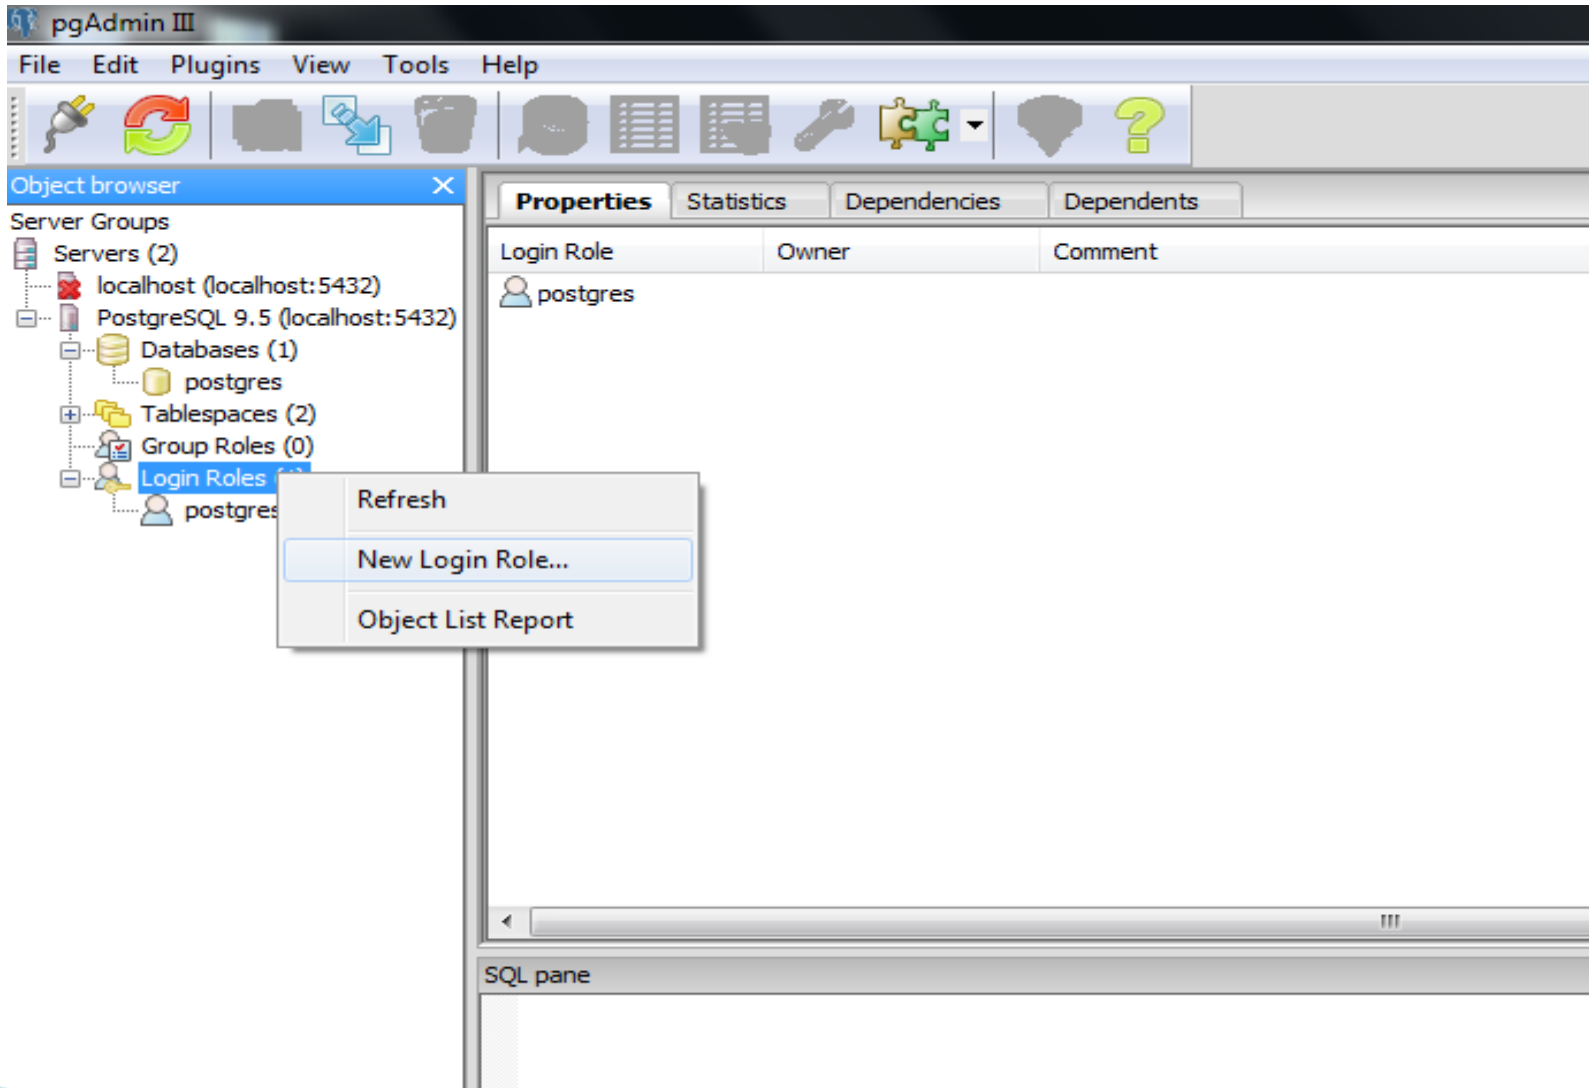 pgAdmin III
File Edit Plugins View Tools Help
Object browser
Server Groups
Servers (2)
localhost (localhost:5432)
PostgreSQL 9.5 (localhost:5432)
Databases (1)
postgres
Tablespaces (2)
Group Roles (0)
Login Roles
postgres
Refresh
New Login Role...
Object List Report
Properties Statistics Dependencies Dependents
Login Role Owner Comment
postgres
SQL pane